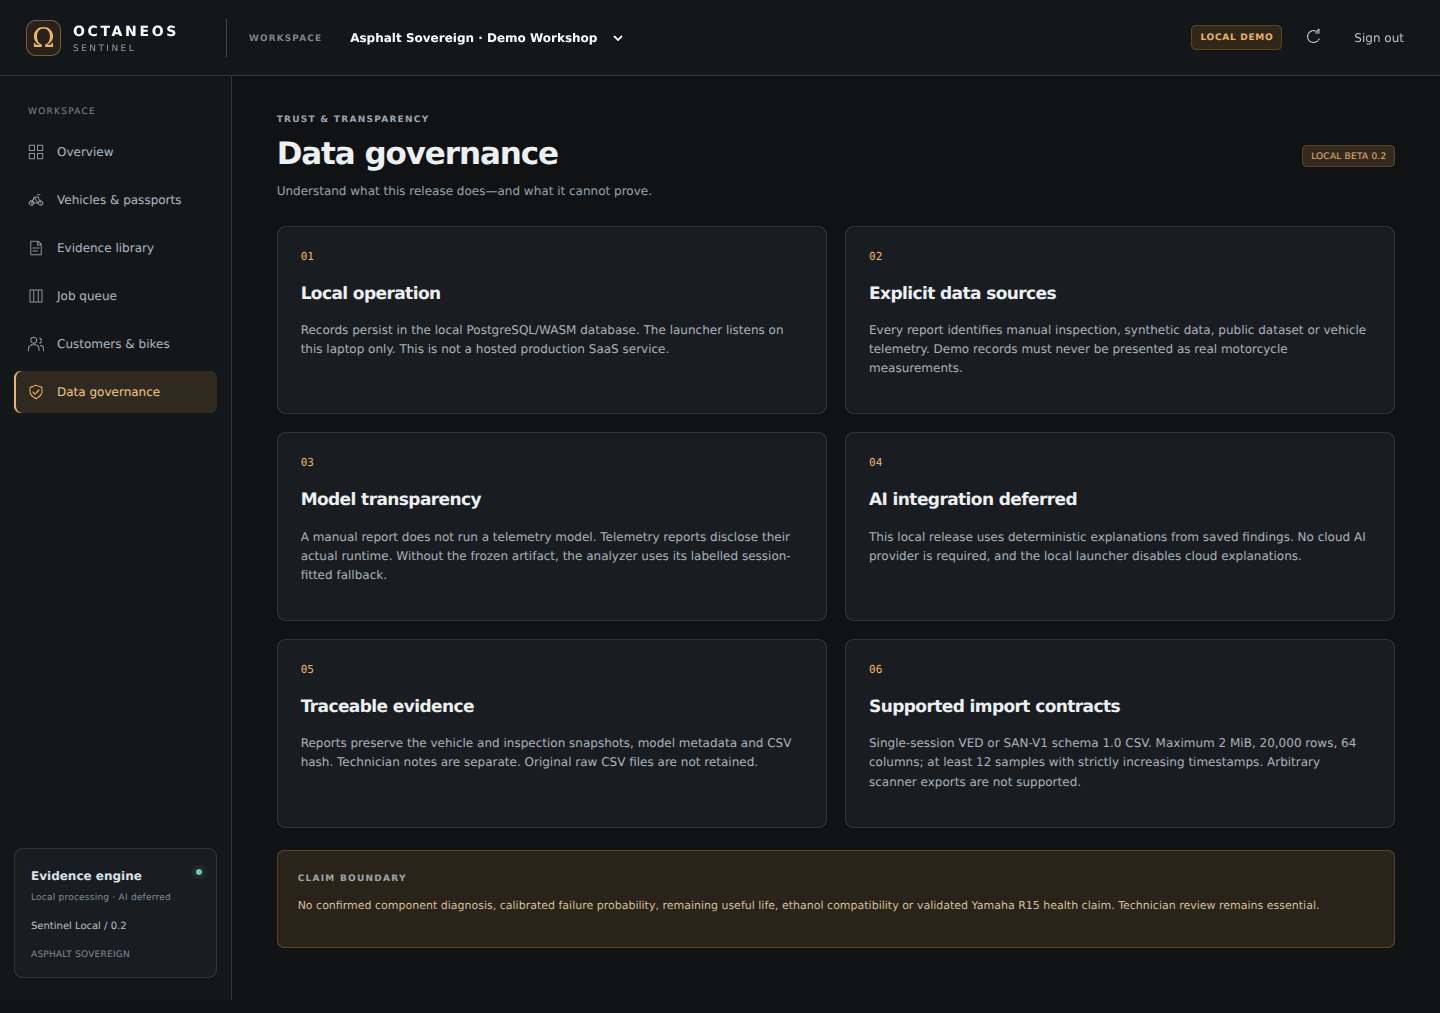 Ω
OCTANEOS
SENTINEL
WORKSPACE
Asphalt Sovereign · Demo Workshop
LOCAL DEMO
Sign out
WORKSPACE
Overview
Vehicles & passports
Evidence library
Job queue
Customers & bikes
Data governance
Evidence engine
Local processing · AI deferred
Sentinel Local / 0.2
ASPHALT SOVEREIGN
TRUST & TRANSPARENCY
Data governance
LOCAL BETA 0.2
Understand what this release does—and what it cannot prove.
01
Local operation
Records persist in the local PostgreSQL/WASM database. The launcher listens on
this laptop only. This is not a hosted production SaaS service.
02
Explicit data sources
Every report identifies manual inspection, synthetic data, public dataset or vehicle
telemetry. Demo records must never be presented as real motorcycle
measurements.
03
Model transparency
A manual report does not run a telemetry model. Telemetry reports disclose their
actual runtime. Without the frozen artifact, the analyzer uses its labelled session-
fitted fallback.
04
AI integration deferred
This local release uses deterministic explanations from saved findings. No cloud AI
provider is required, and the local launcher disables cloud explanations.
05
Traceable evidence
Reports preserve the vehicle and inspection snapshots, model metadata and CSV
hash. Technician notes are separate. Original raw CSV files are not retained.
06
Supported import contracts
Single-session VED or SAN-V1 schema 1.0 CSV. Maximum 2 MiB, 20,000 rows, 64
columns; at least 12 samples with strictly increasing timestamps. Arbitrary
scanner exports are not supported.
CLAIM BOUNDARY
No confirmed component diagnosis, calibrated failure probability, remaining useful life, ethanol compatibility or validated Yamaha R15 health claim. Technician review remains essential.